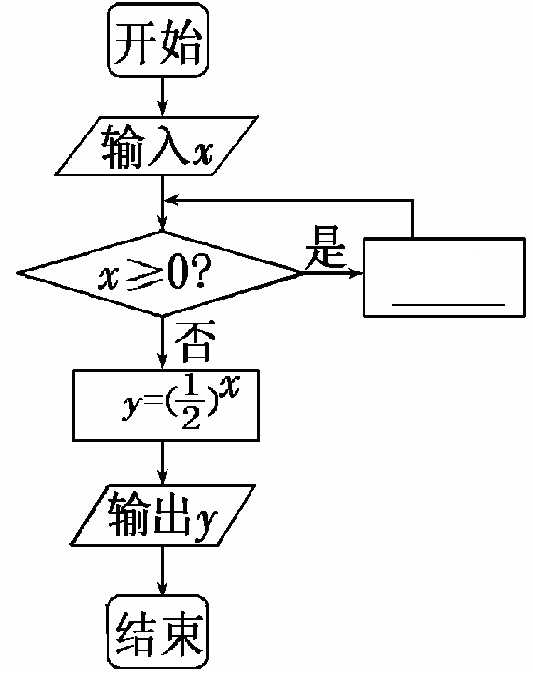 开始
输入x
x⩾0?
是
否
y=(1/2)^x
输出y
结束